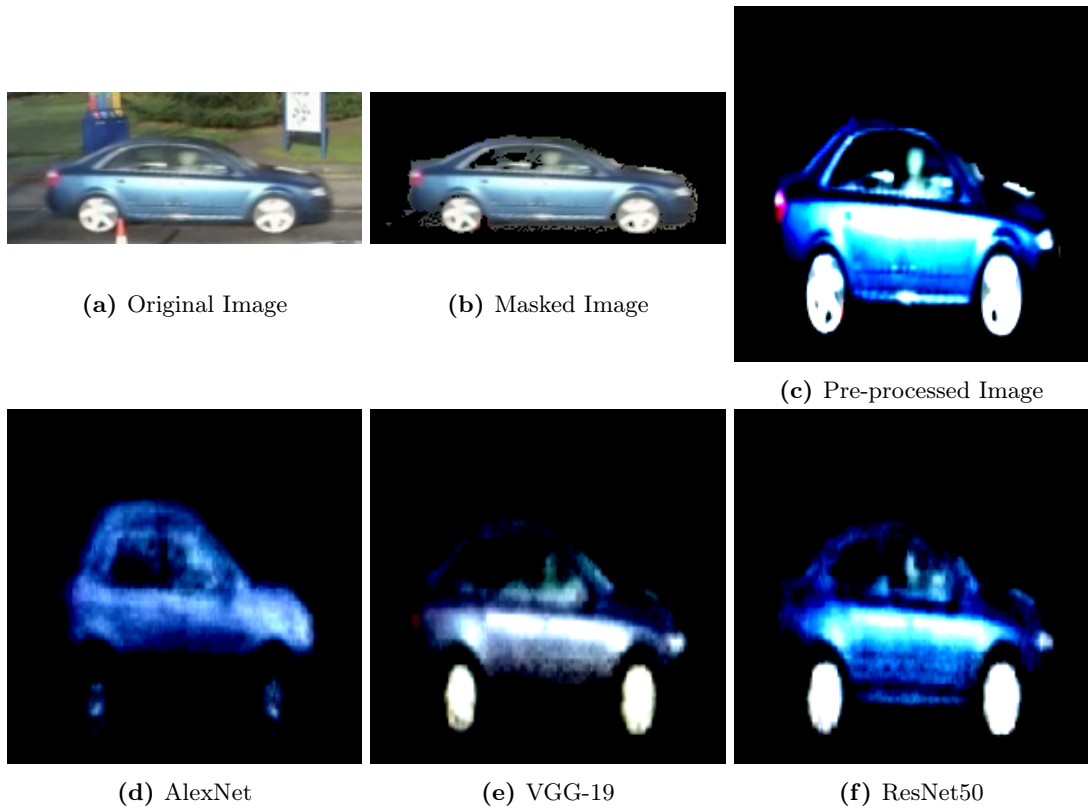 (a) Original Image
(b) Masked Image
(c) Pre-processed Image
(d) AlexNet
(e) VGG-19
(f) ResNet50